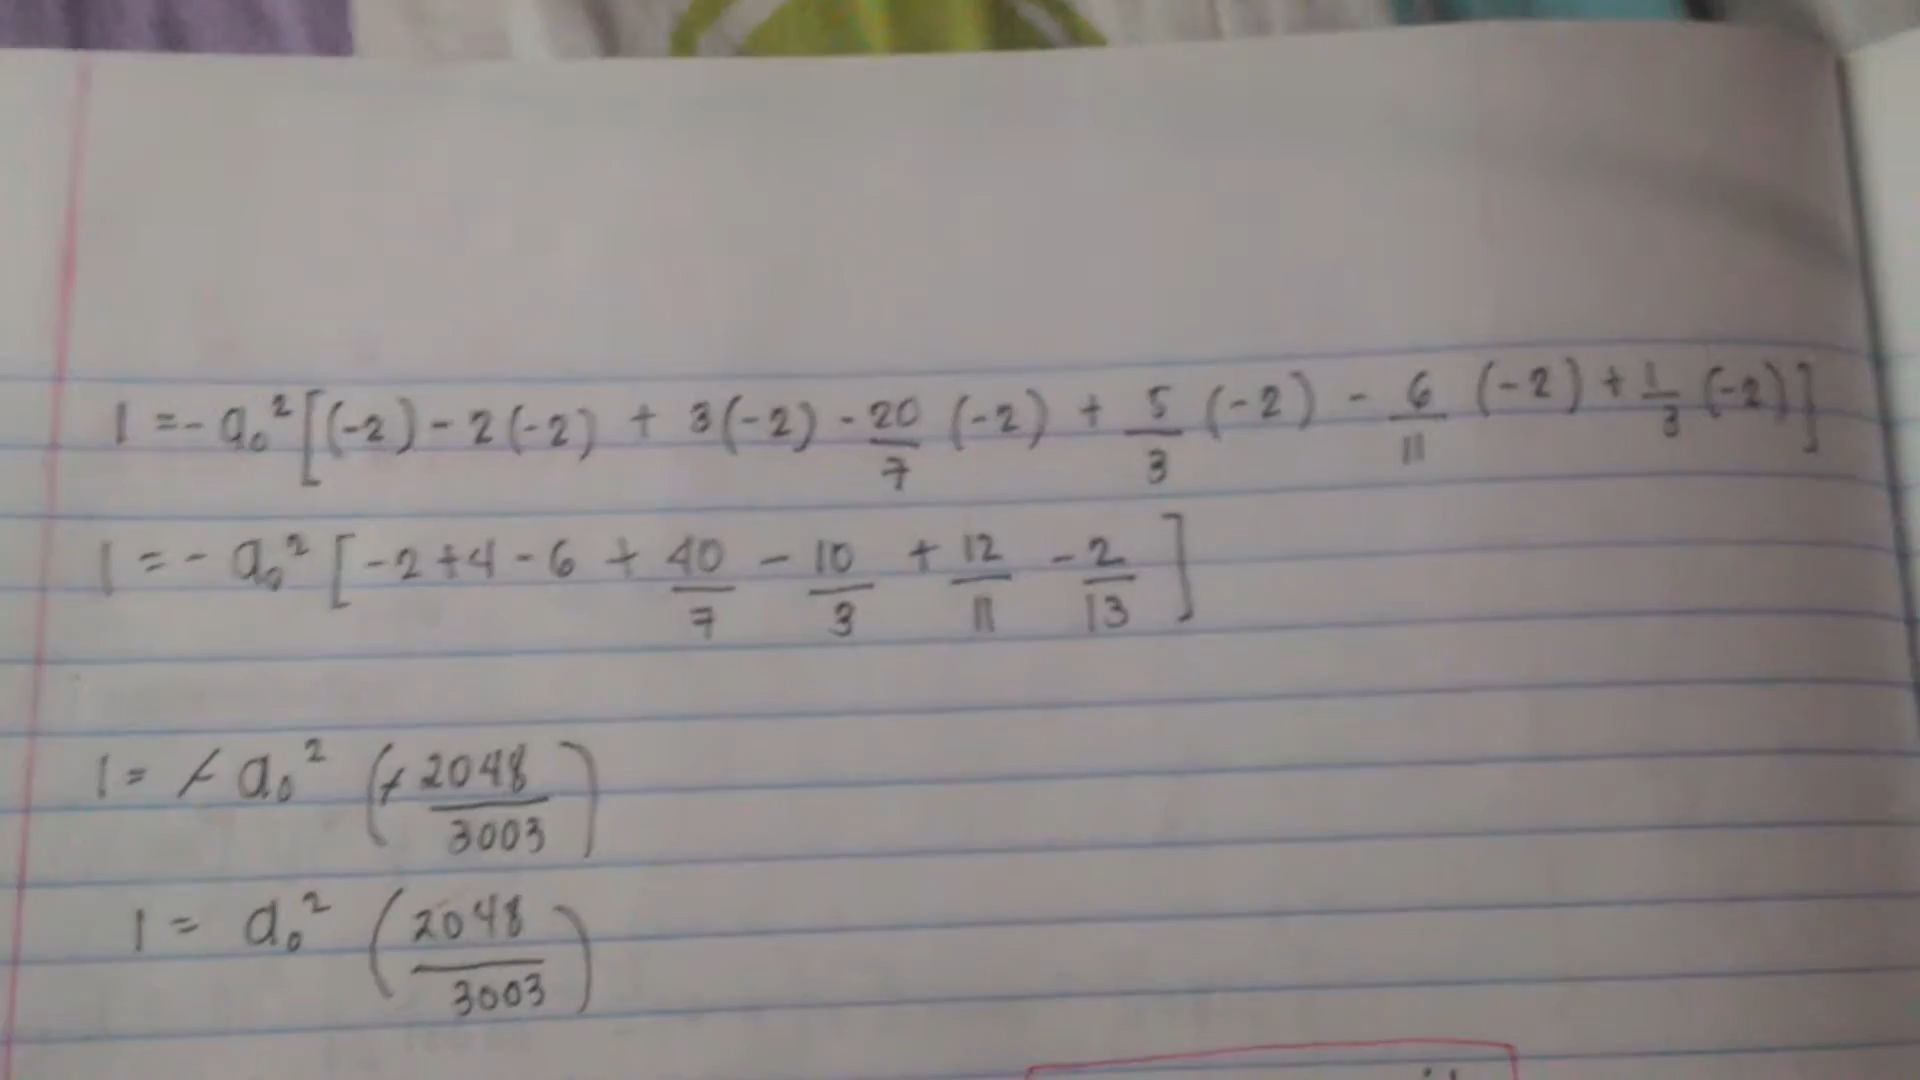 1 = - a₀² [(-2) - 2(-2) + 3(-2) - 20/7 (-2) + 5/3 (-2) - 6/11 (-2) + 1/3 (-2)]
1 = - a₀² [-2 + 4 - 6 + 40/7 - 10/3 + 12/11 - 2/13]
1 = - a₀² (- 2048/3003)
1 = a₀² (2048/3003)